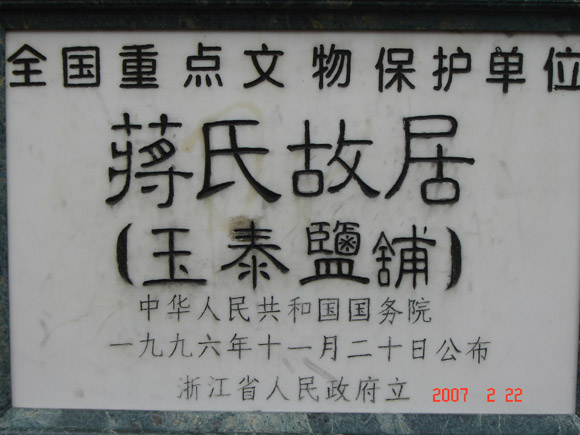 全国重点文物保护单位
蒋氏故居
(玉泰鹽舖)
中华人民共和国国务院
一九九六年十一月二十日公布
浙江省人民政府立
2007 2 22